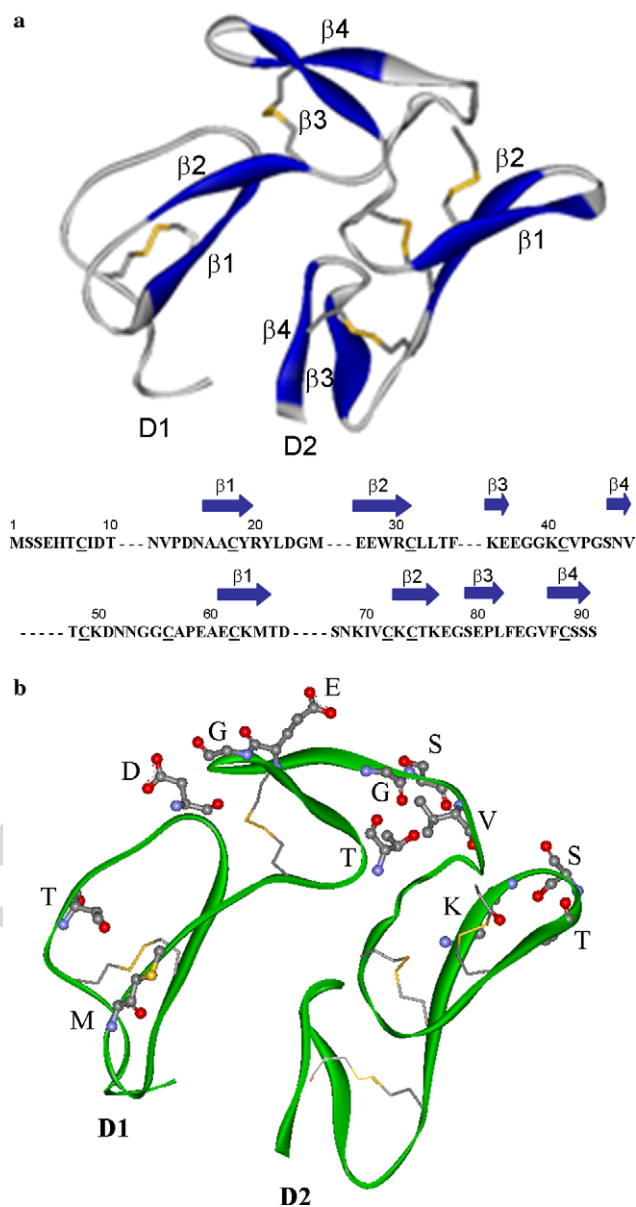 a
β4
β3
β2
β2
β1
β1
β4
β3
D1
D2
β1 β2 β3 β4
1 10 20 30 40
MSSEHTCIDT ---- NVPDNAACYRYLDGM ---- EEWRCLLTF ---- KEEGGKCVPGSNV
β1 β2 β3 β4
50 60 70 80 90
----- TCKDNNGGCAPEAECKMTD ------ SNKIVCKCTKEGSEPLFEGVFCSSS
b
E
G
D
S
G
V
T
S
T
K
T
M
D1
D2